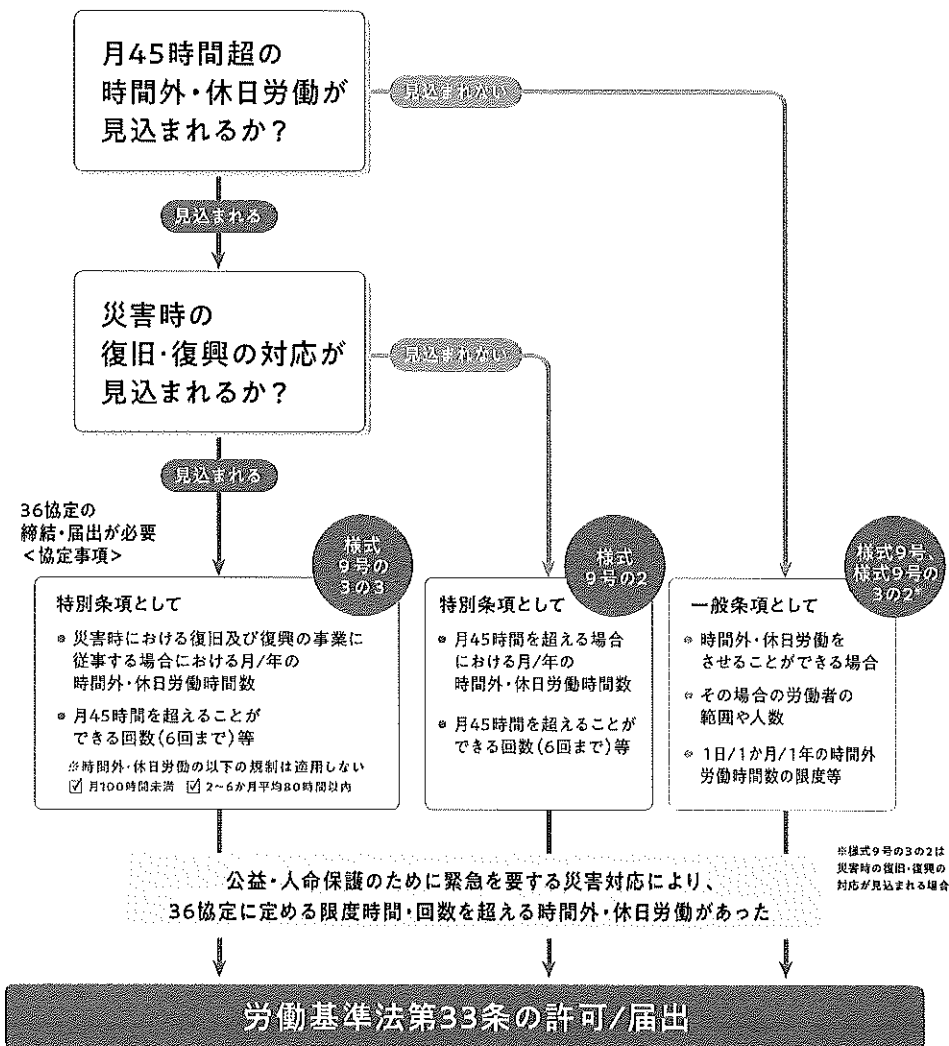 月45時間超の
時間外・休日労働が
見込まれるか？
見込まれない
見込まれる
災害時の
復旧・復興の対応が
見込まれるか？
見込まれない
見込まれる
36協定の
締結・届出が必要
<協定事項>
様式
9号の
3の3
特別条項として
災害時における復旧及び復興の事業に
従事する場合における月/年の
時間外・休日労働時間数
月45時間を超えることが
できる回数(6回まで)等
※時間外・休日労働の以下の規制は適用しない
☑ 月100時間未満 ☑ 2~6か月平均80時間以内
様式
9号の2
特別条項として
月45時間を超える場合
における月/年の
時間外・休日労働時間数
月45時間を超えることが
できる回数(6回まで)等
様式9号、
様式9号の
3の2*
一般条項として
時間外・休日労働を
させることができる場合
その場合の労働者の
範囲や人数
1日/1か月/1年の時間外
労働時間数の限度等
※様式9号の3の2は
災害時の復旧・復興の
対応が見込まれる場合
公益・人命保護のために緊急を要する災害対応により、
36協定に定める限度時間・回数を超える時間外・休日労働があった
労働基準法第33条の許可/届出